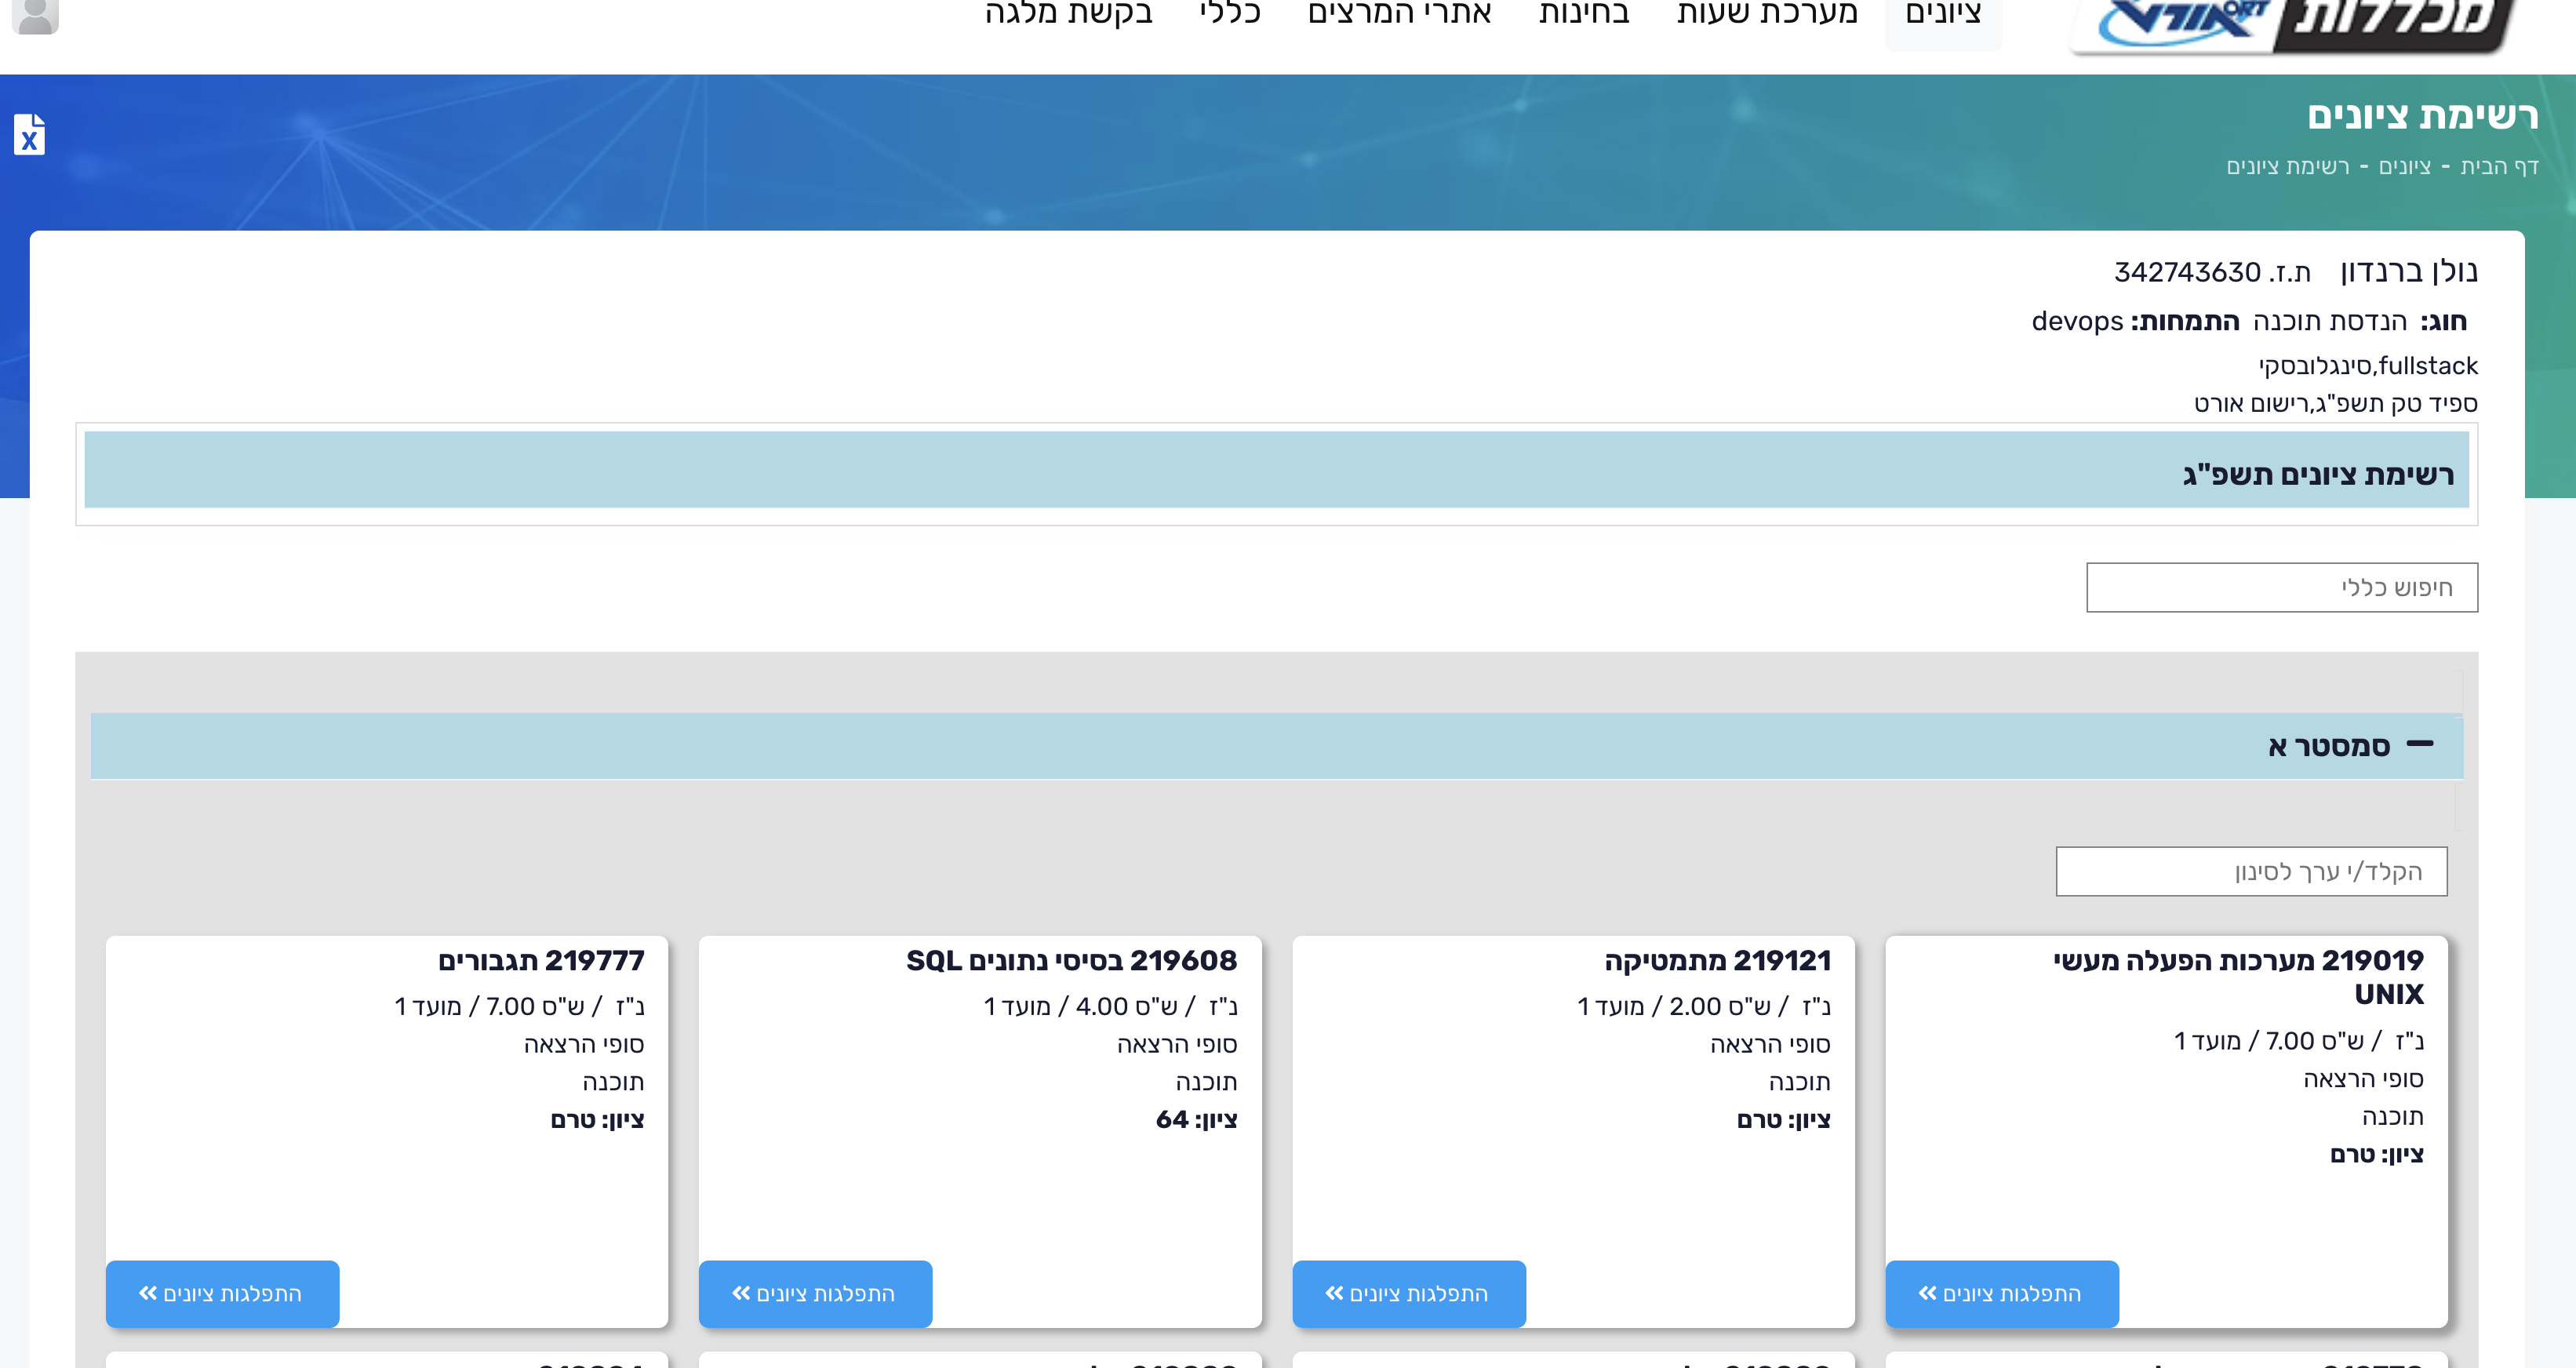 מכללות אורט ORT
ציונים מערכת שעות בחינות אתרי המרצים כללי בקשת מלגה
רשימת ציונים
דף הבית - ציונים - רשימת ציונים
X
נולן ברנדון ת.ז. 342743630
חוג: הנדסת תוכנה התמחות: devops
fullstack,סינגלובסקי
ספיד טק תשפ"ג,רישום אורט
רשימת ציונים תשפ"ג
חיפוש כללי
סמסטר א
הקלד/י ערך לסינון
219019 מערכות הפעלה מעשי
UNIX
נ"ז / ש"ס 7.00 / מועד 1
סופי הרצאה
תוכנה
ציון: טרם
התפלגות ציונים
219121 מתמטיקה
נ"ז / ש"ס 2.00 / מועד 1
סופי הרצאה
תוכנה
ציון: טרם
התפלגות ציונים
219608 בסיסי נתונים SQL
נ"ז / ש"ס 4.00 / מועד 1
סופי הרצאה
תוכנה
ציון: 64
התפלגות ציונים
219777 תגבורים
נ"ז / ש"ס 7.00 / מועד 1
סופי הרצאה
תוכנה
ציון: טרם
התפלגות ציונים